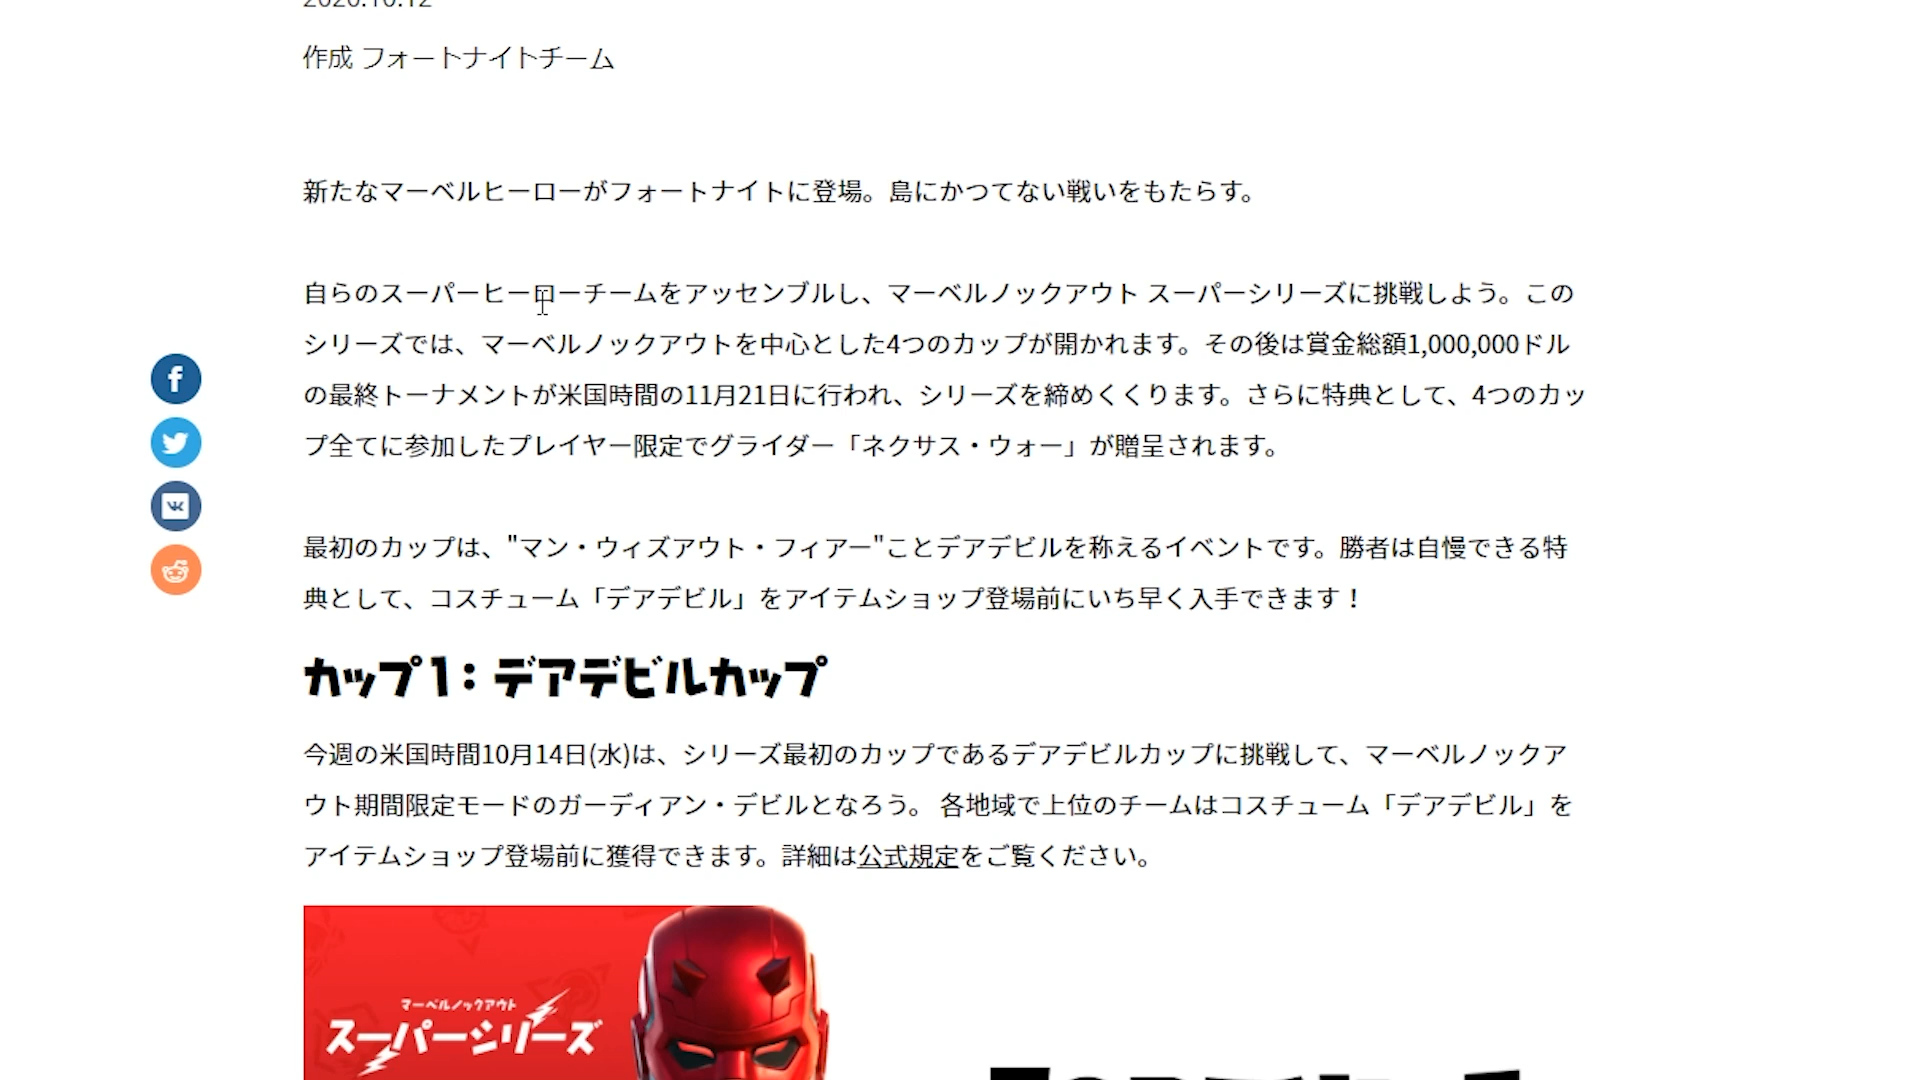 2020.10.12
作成 フォートナイトチーム
新たなマーベルヒーローがフォートナイトに登場。島にかつてない戦いをもたらす。
自らのスーパーヒーローチームをアッセンブルし、マーベルノックアウト スーパーシリーズに挑戦しよう。この
シリーズでは、マーベルノックアウトを中心とした4つのカップが開かれます。その後は賞金総額1,000,000ドル
の最終トーナメントが米国時間の11月21日に行われ、シリーズを締めくくります。さらに特典として、4つのカッ
プ全てに参加したプレイヤー限定でグライダー「ネクサス・ウォー」が贈呈されます。
最初のカップは、"マン・ウィズアウト・フィアー"ことデアデビルを称えるイベントです。勝者は自慢できる特
典として、コスチューム「デアデビル」をアイテムショップ登場前にいち早く入手できます！
カップ1：デアデビルカップ
今週の米国時間10月14日(水)は、シリーズ最初のカップであるデアデビルカップに挑戦して、マーベルノックア
ウト期間限定モードのガーディアン・デビルとなろう。 各地域で上位のチームはコスチューム「デアデビル」を
アイテムショップ登場前に獲得できます。詳細は公式規定をご覧ください。
マーベルノックアウト
スーパーシリーズ